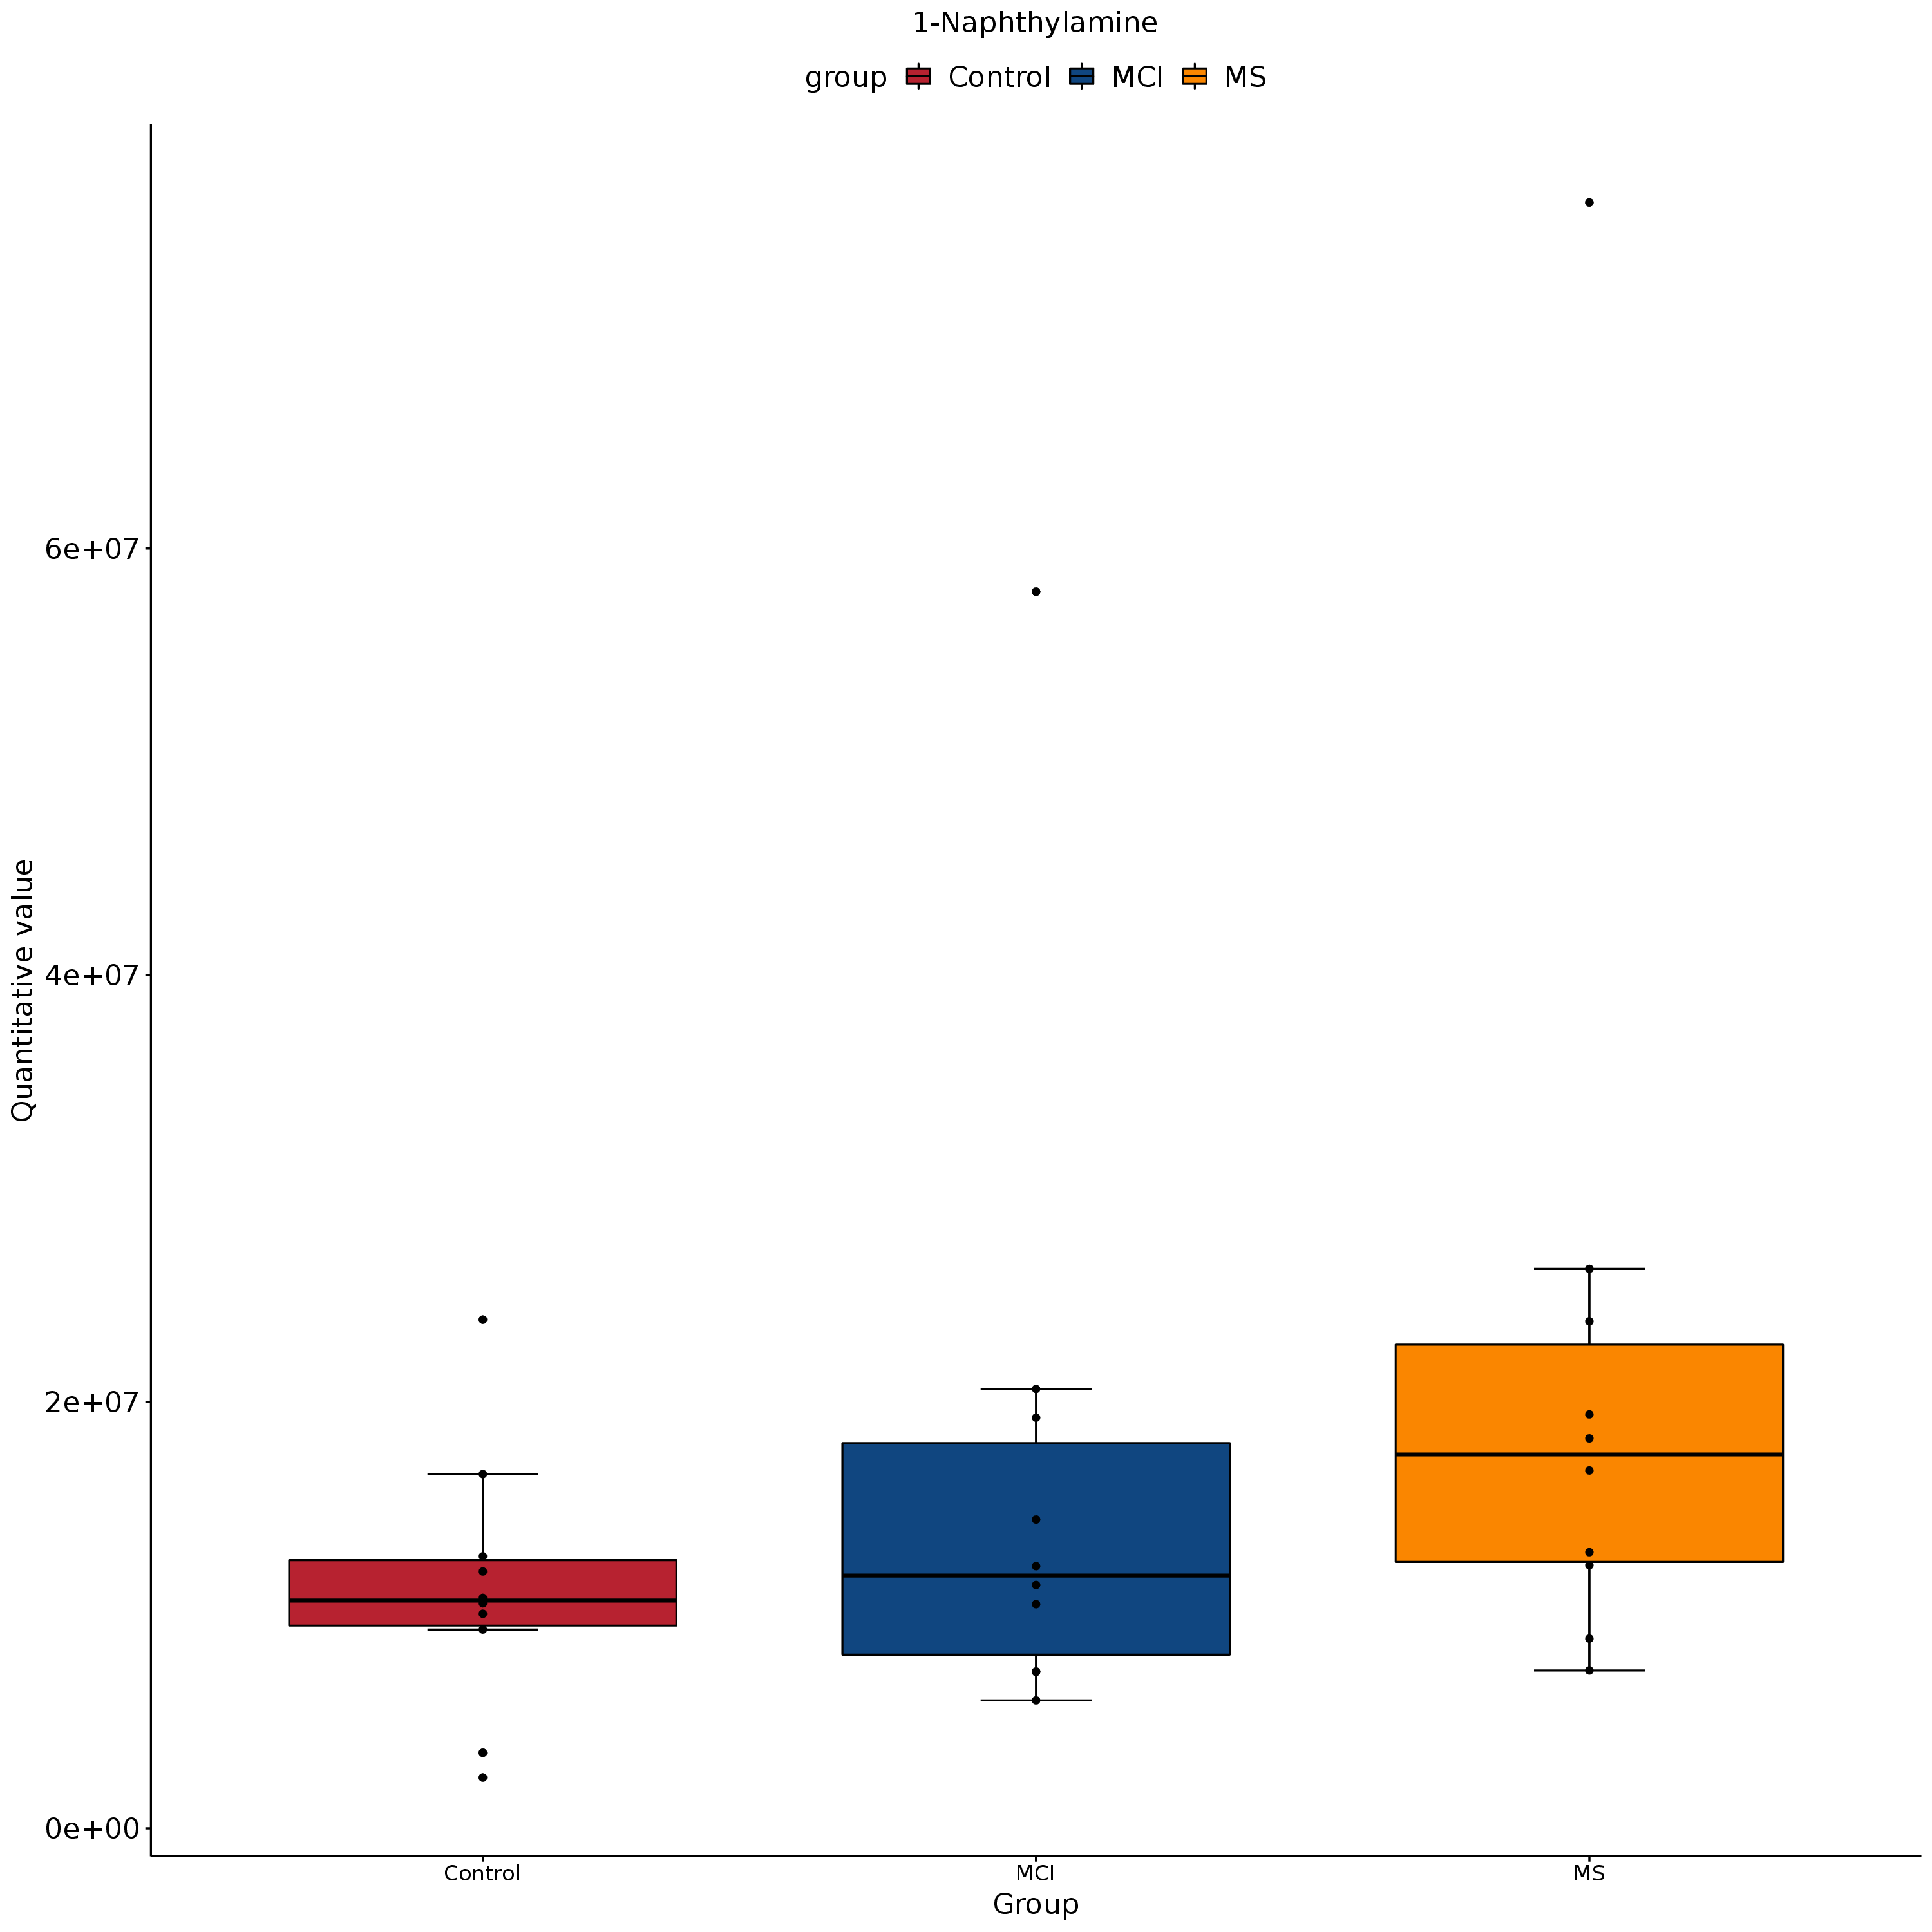 1-Naphthylamine
group Control MCI MS
Quantitative value
6e+07
4e+07
2e+07
0e+00
Control MCI MS
Group